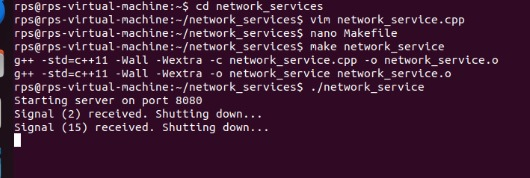 rps@rps-virtual-machine:~$ cd network_services
rps@rps-virtual-machine:~/network_services$ vim network_service.cpp
rps@rps-virtual-machine:~/network_services$ nano Makefile
rps@rps-virtual-machine:~/network_services$ make network_service
g++ -std=c++11 -Wall -Wextra -c network_service.cpp -o network_service.o
g++ -std=c++11 -Wall -Wextra -o network_service network_service.o
rps@rps-virtual-machine:~/network_services$ ./network_service
Starting server on port 8080
Signal (2) received. Shutting down...
Signal (15) received. Shutting down...